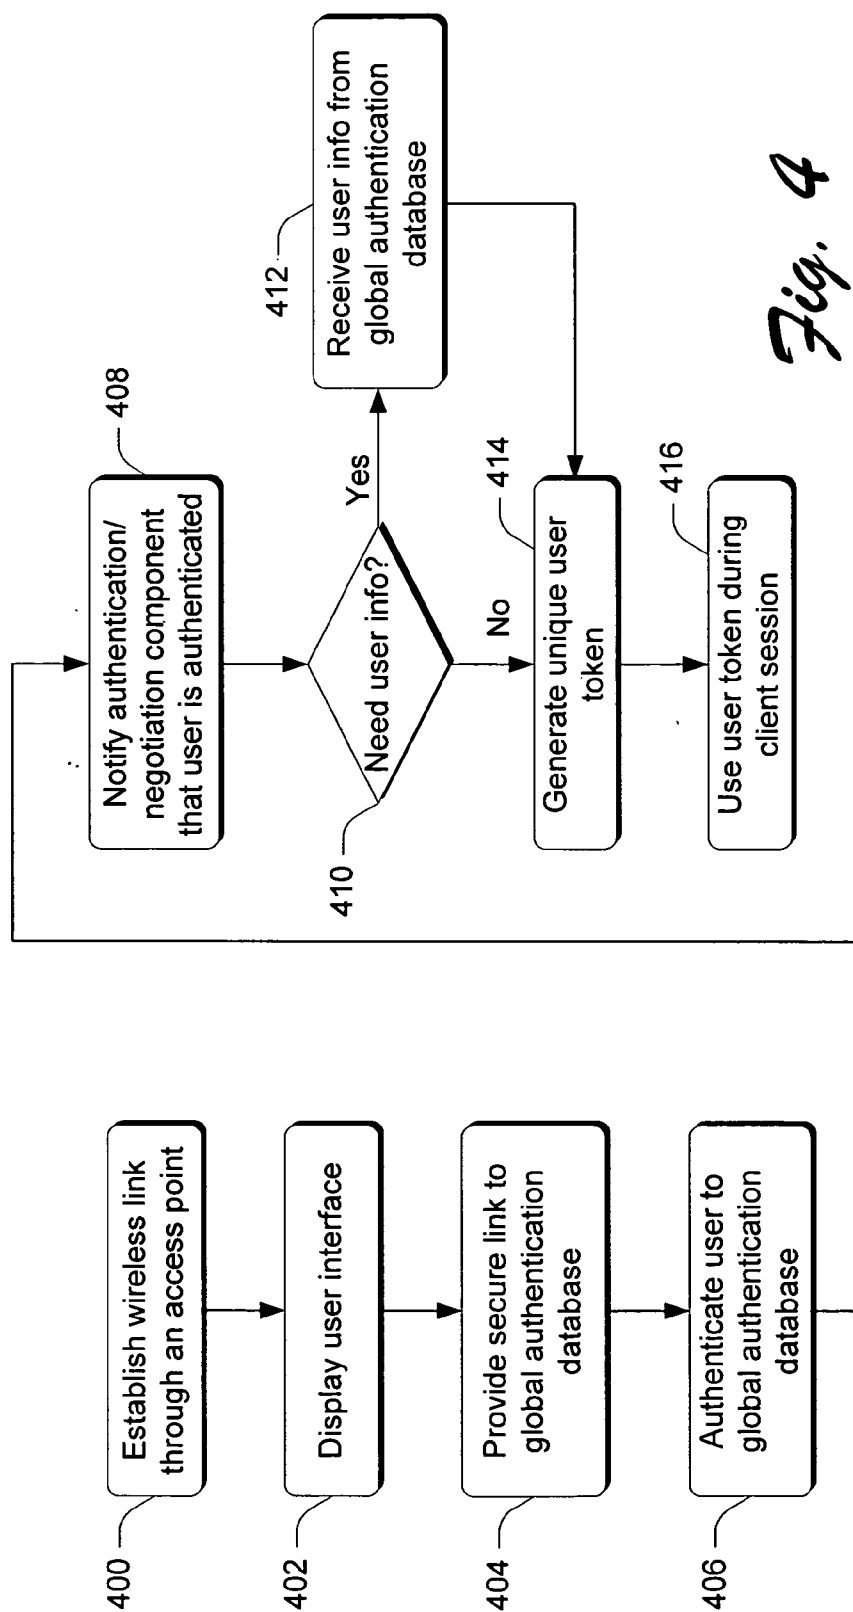 400
Establish wireless link
through an access point
402
Display user interface
404
Provide secure link to
global authentication
database
406
Authenticate user to
global authentication
database
408
Notify authentication/
negotiation component
that user is authenticated
410
Need user info?
Yes
No
412
Receive user info from
global authentication
database
414
Generate unique user
token
416
Use user token during
client session
Fig. 4